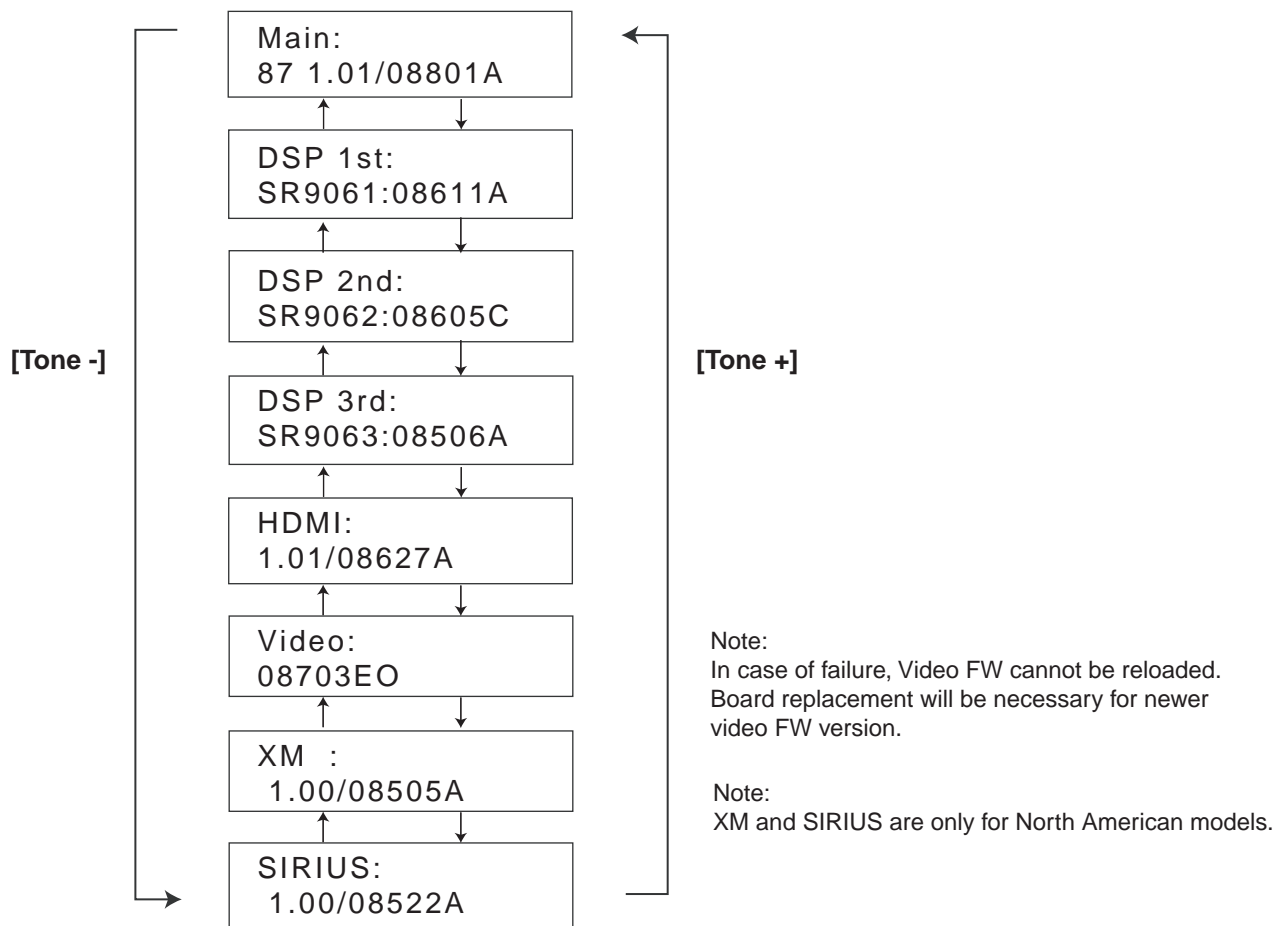 Main:
87 1.01/08801A
DSP 1st:
SR9061:08611A
DSP 2nd:
SR9062:08605C
[Tone -]
[Tone +]
DSP 3rd:
SR9063:08506A
HDMI:
1.01/08627A
Video:
08703EO
Note:
In case of failure, Video FW cannot be reloaded.
Board replacement will be necessary for newer
video FW version.
XM :
1.00/08505A
Note:
XM and SIRIUS are only for North American models.
SIRIUS:
1.00/08522A